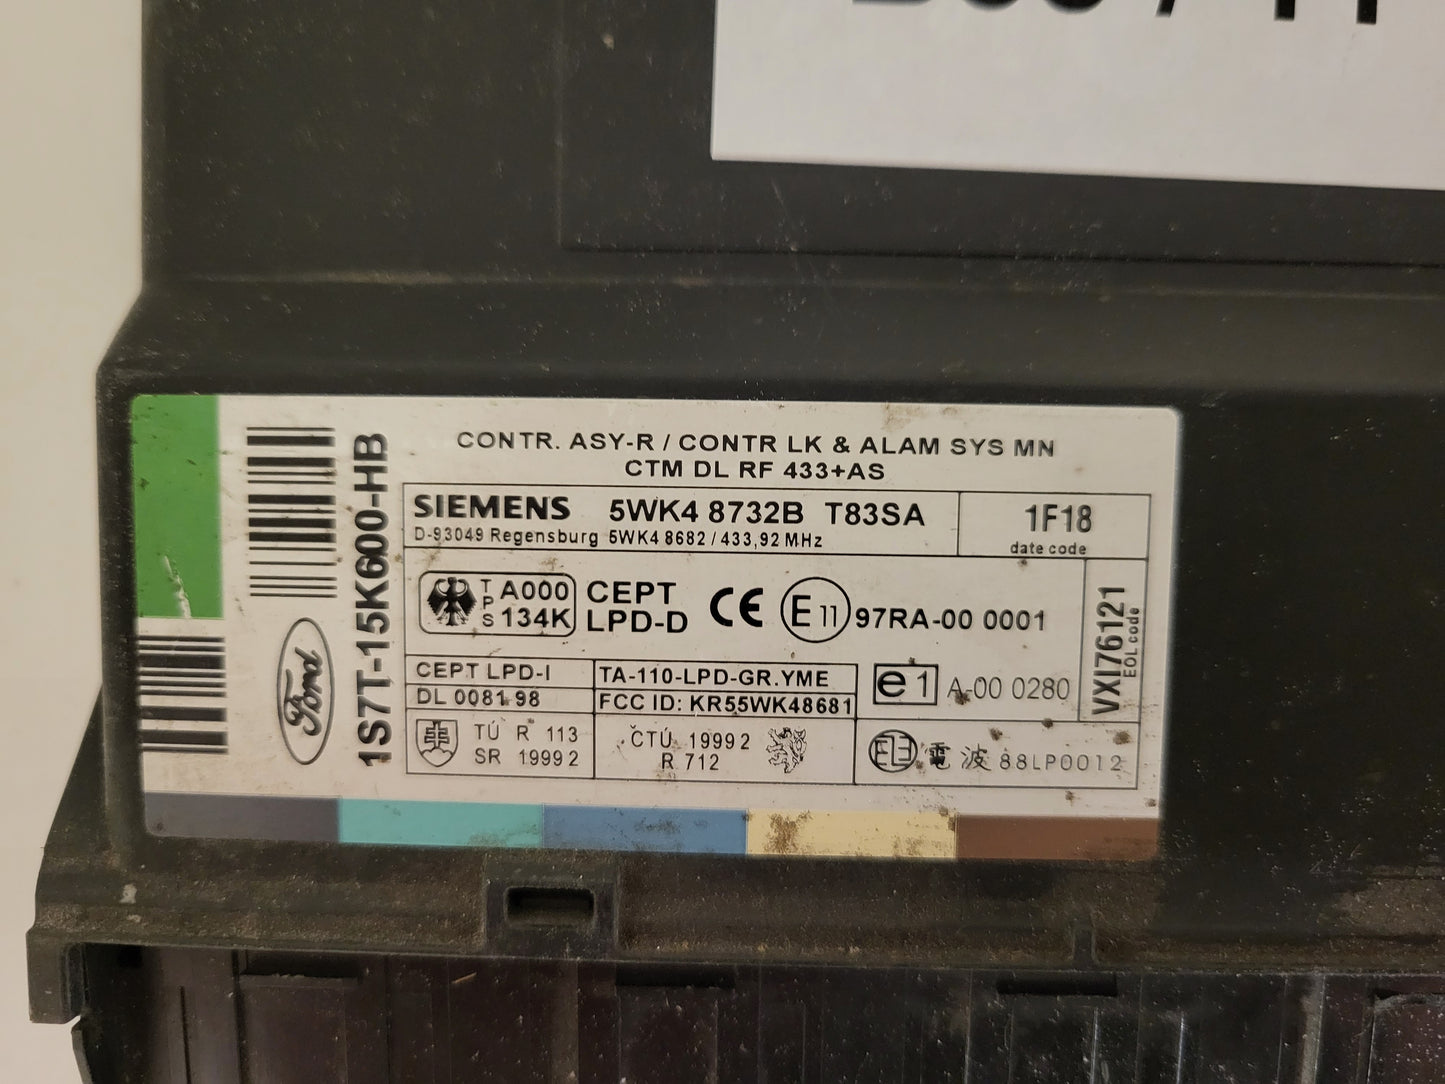 CONTR. ASY-R / CONTR LK & ALAM SYS MN
CTM DL RF 433+AS
1S7T-15K600-HB
Ford
SIEMENS 5WK4 8732B T83SA
D-93049 Regensburg 5WK4 8682 / 433,92 MHz
1F18
date code
TPS A000 134K
CEPT
LPD-D
CE
E11 97RA-00 0001
VXI76121
EOL code
CEPT LPD-I
DL 0081 98
TA-110-LPD-GR.YME
FCC ID: KR55WK48681
e1 A-00 0280
TÚ R 113
SR 1999 2
ČTÚ 1999 2
R 712
電 波 88LP0012